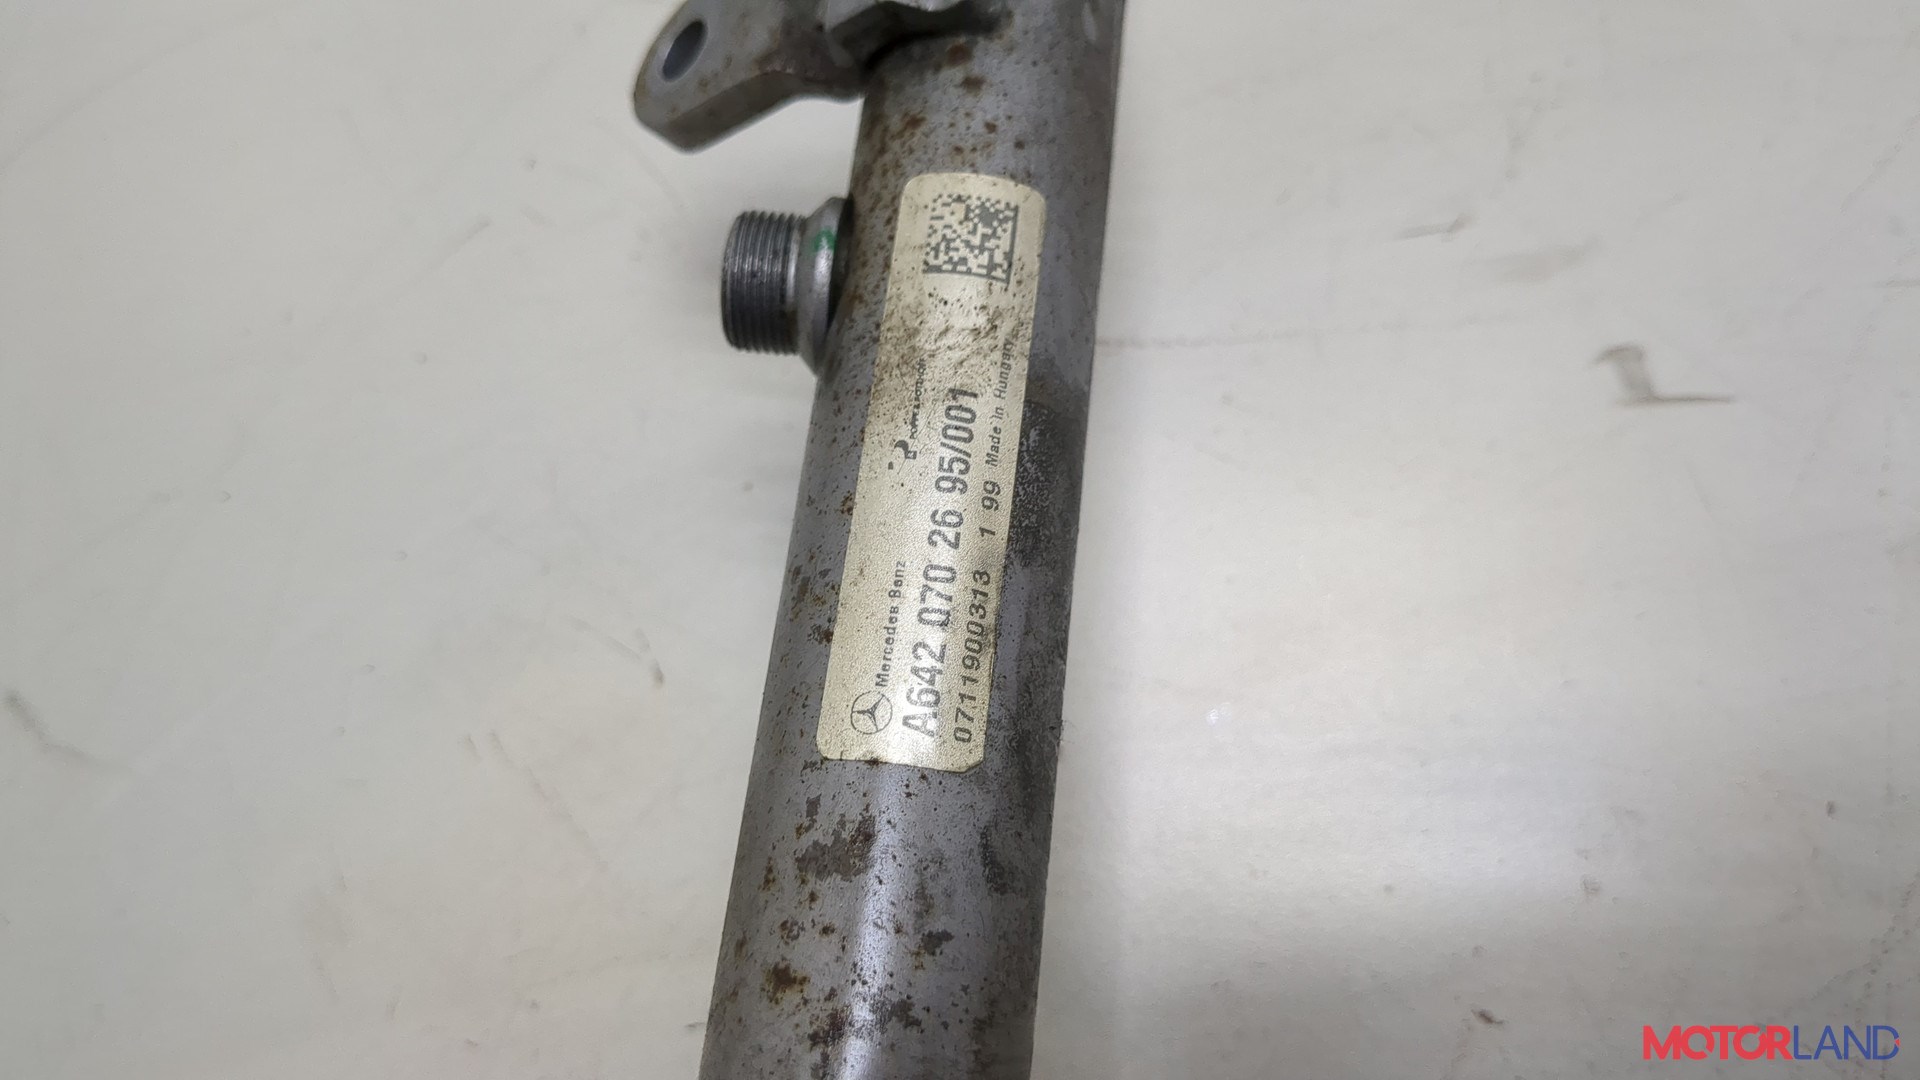 Mercedes Benz
A642 070 26 95/001
0711900313 1 99 Made in Hungary
MOTORLAND